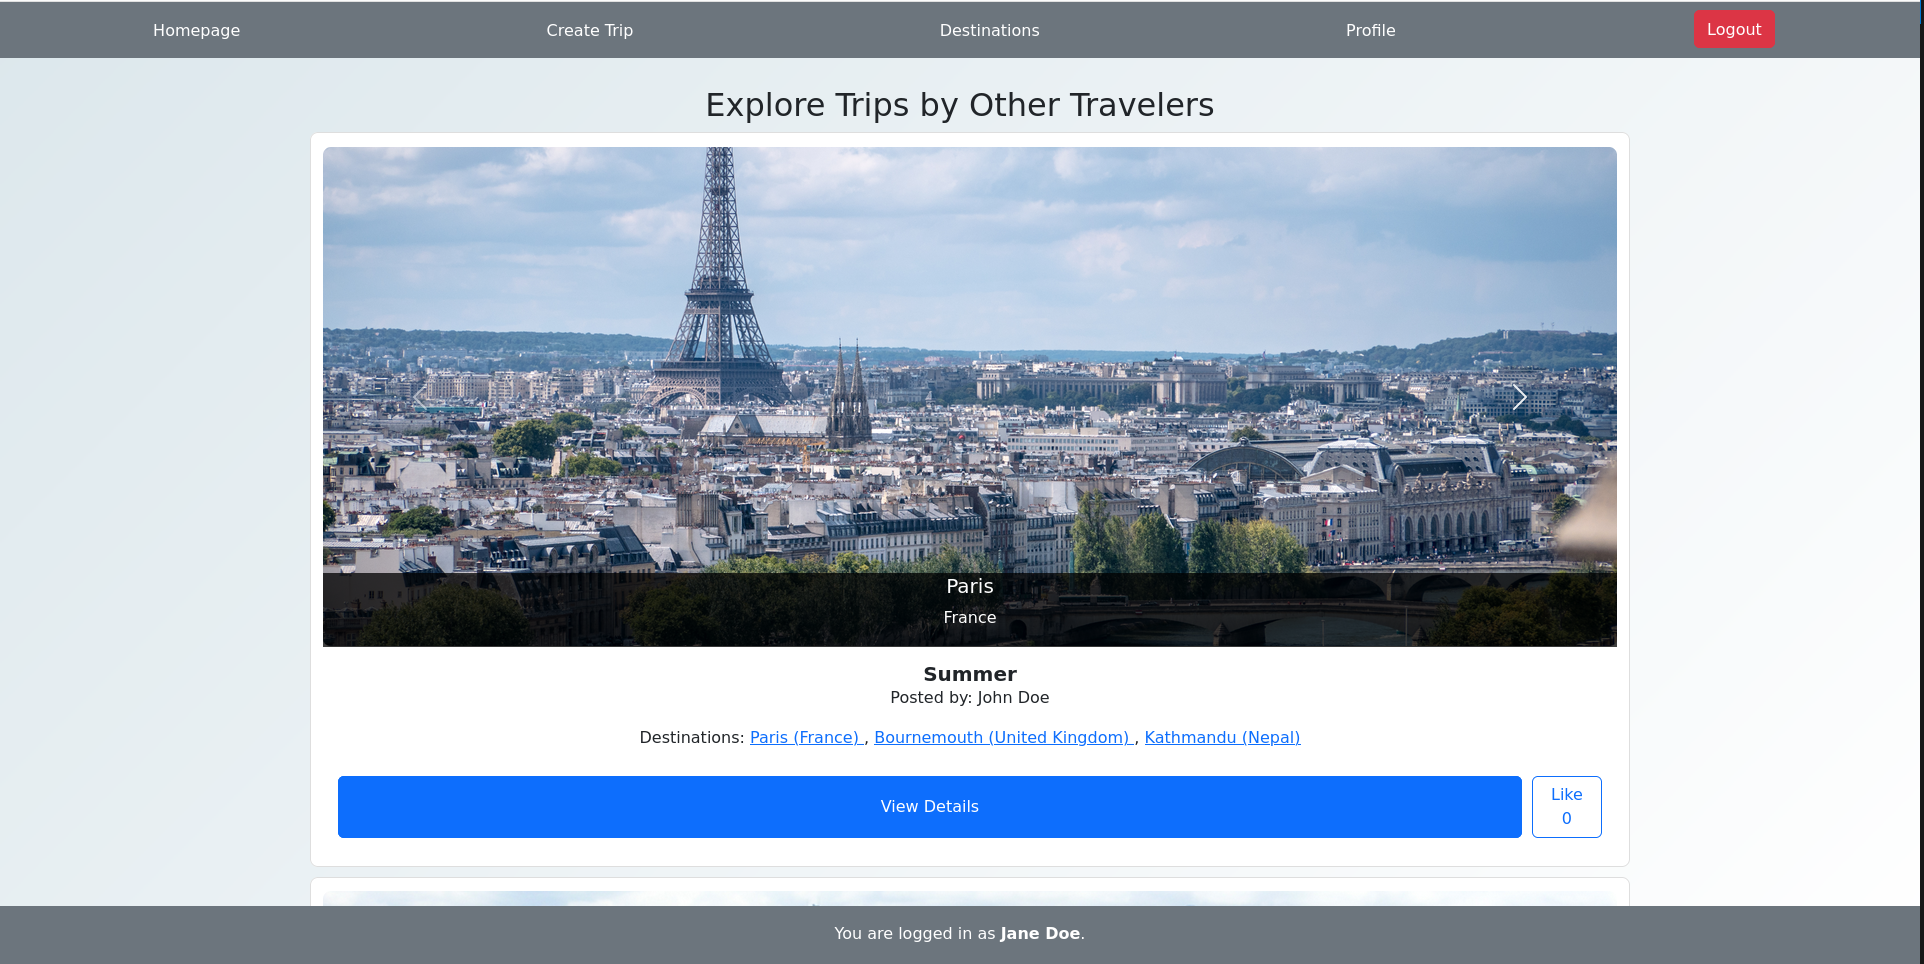 Homepage Create Trip Destinations Profile Logout
Explore Trips by Other Travelers
Paris
France
Summer
Posted by: John Doe
Destinations: Paris (France) , Bournemouth (United Kingdom) , Kathmandu (Nepal)
View Details
Like
0
You are logged in as Jane Doe.